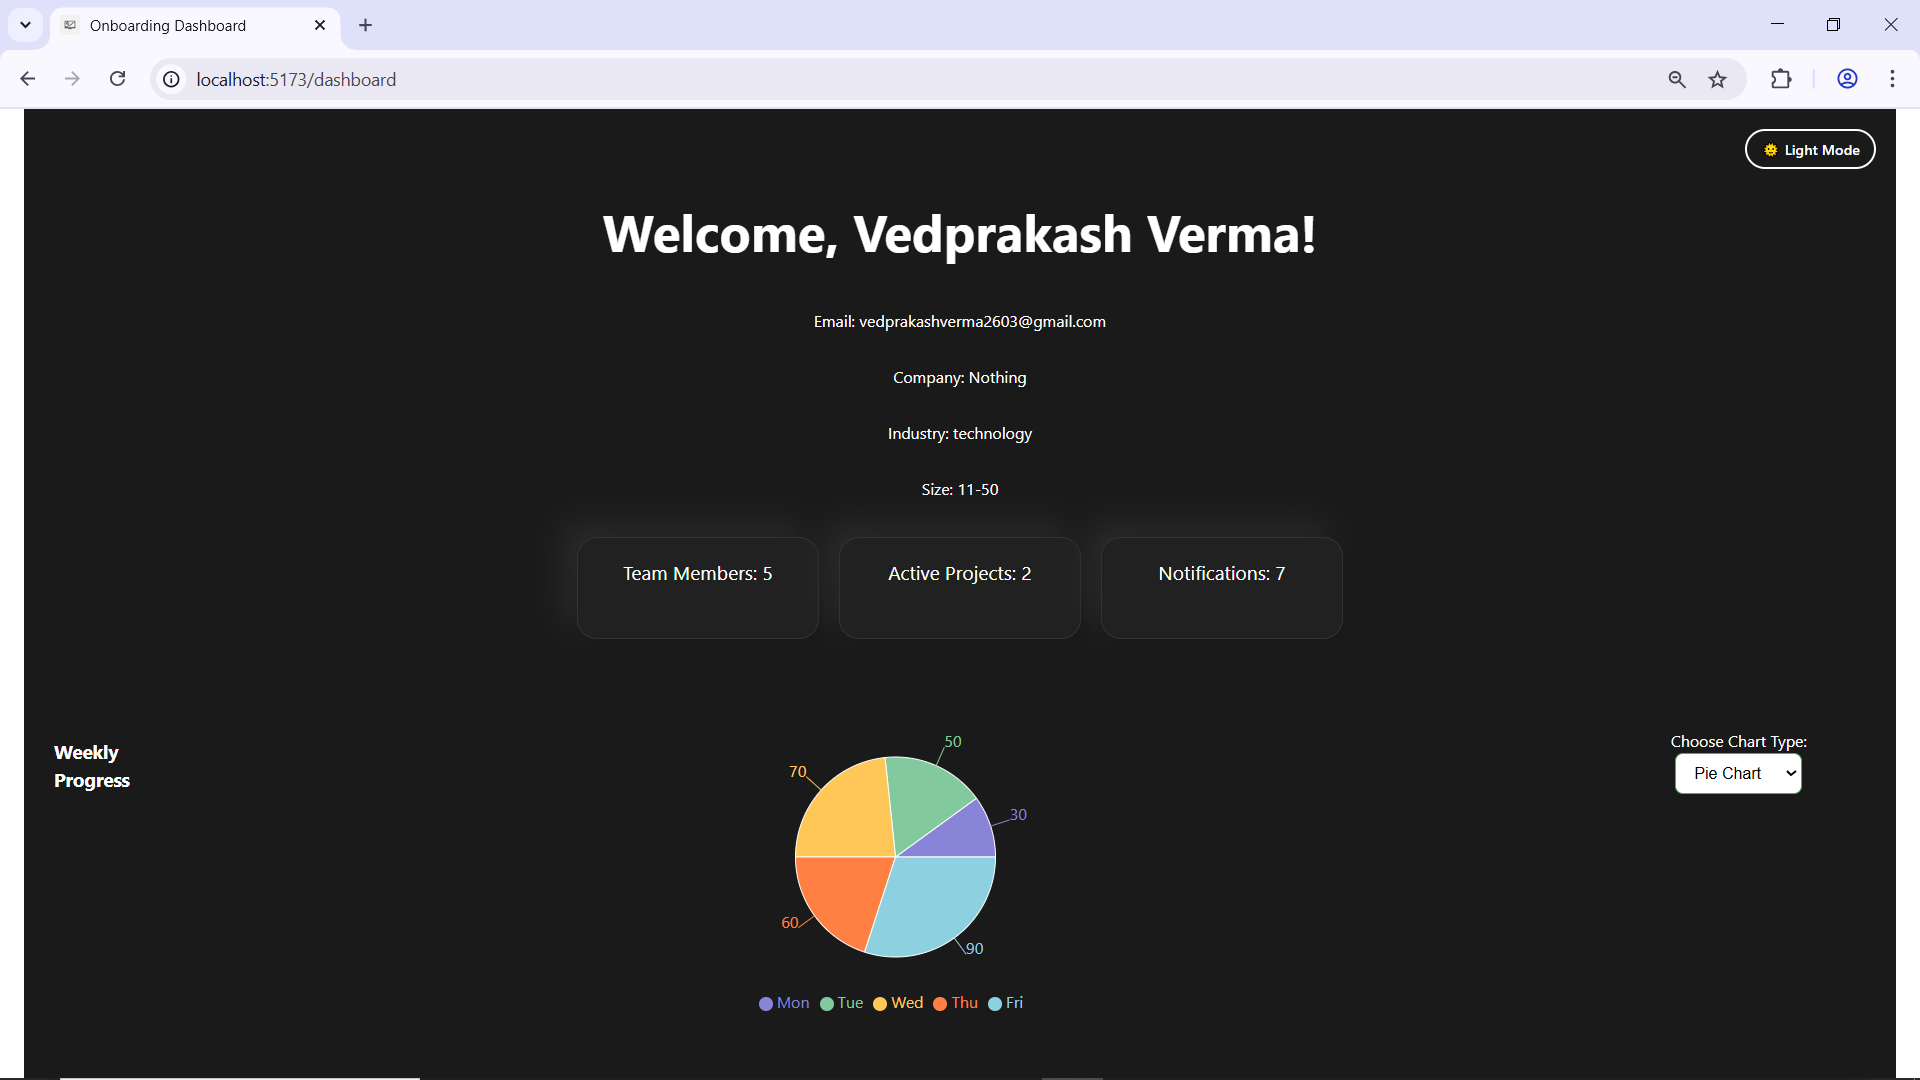 Onboarding Dashboard
localhost:5173/dashboard
🌞 Light Mode
Welcome, Vedprakash Verma!
Email: vedprakashverma2603@gmail.com
Company: Nothing
Industry: technology
Size: 11-50
Team Members: 5
Active Projects: 2
Notifications: 7
Weekly
Progress
50
70
30
60
90
Mon Tue Wed Thu Fri
Choose Chart Type:
Pie Chart